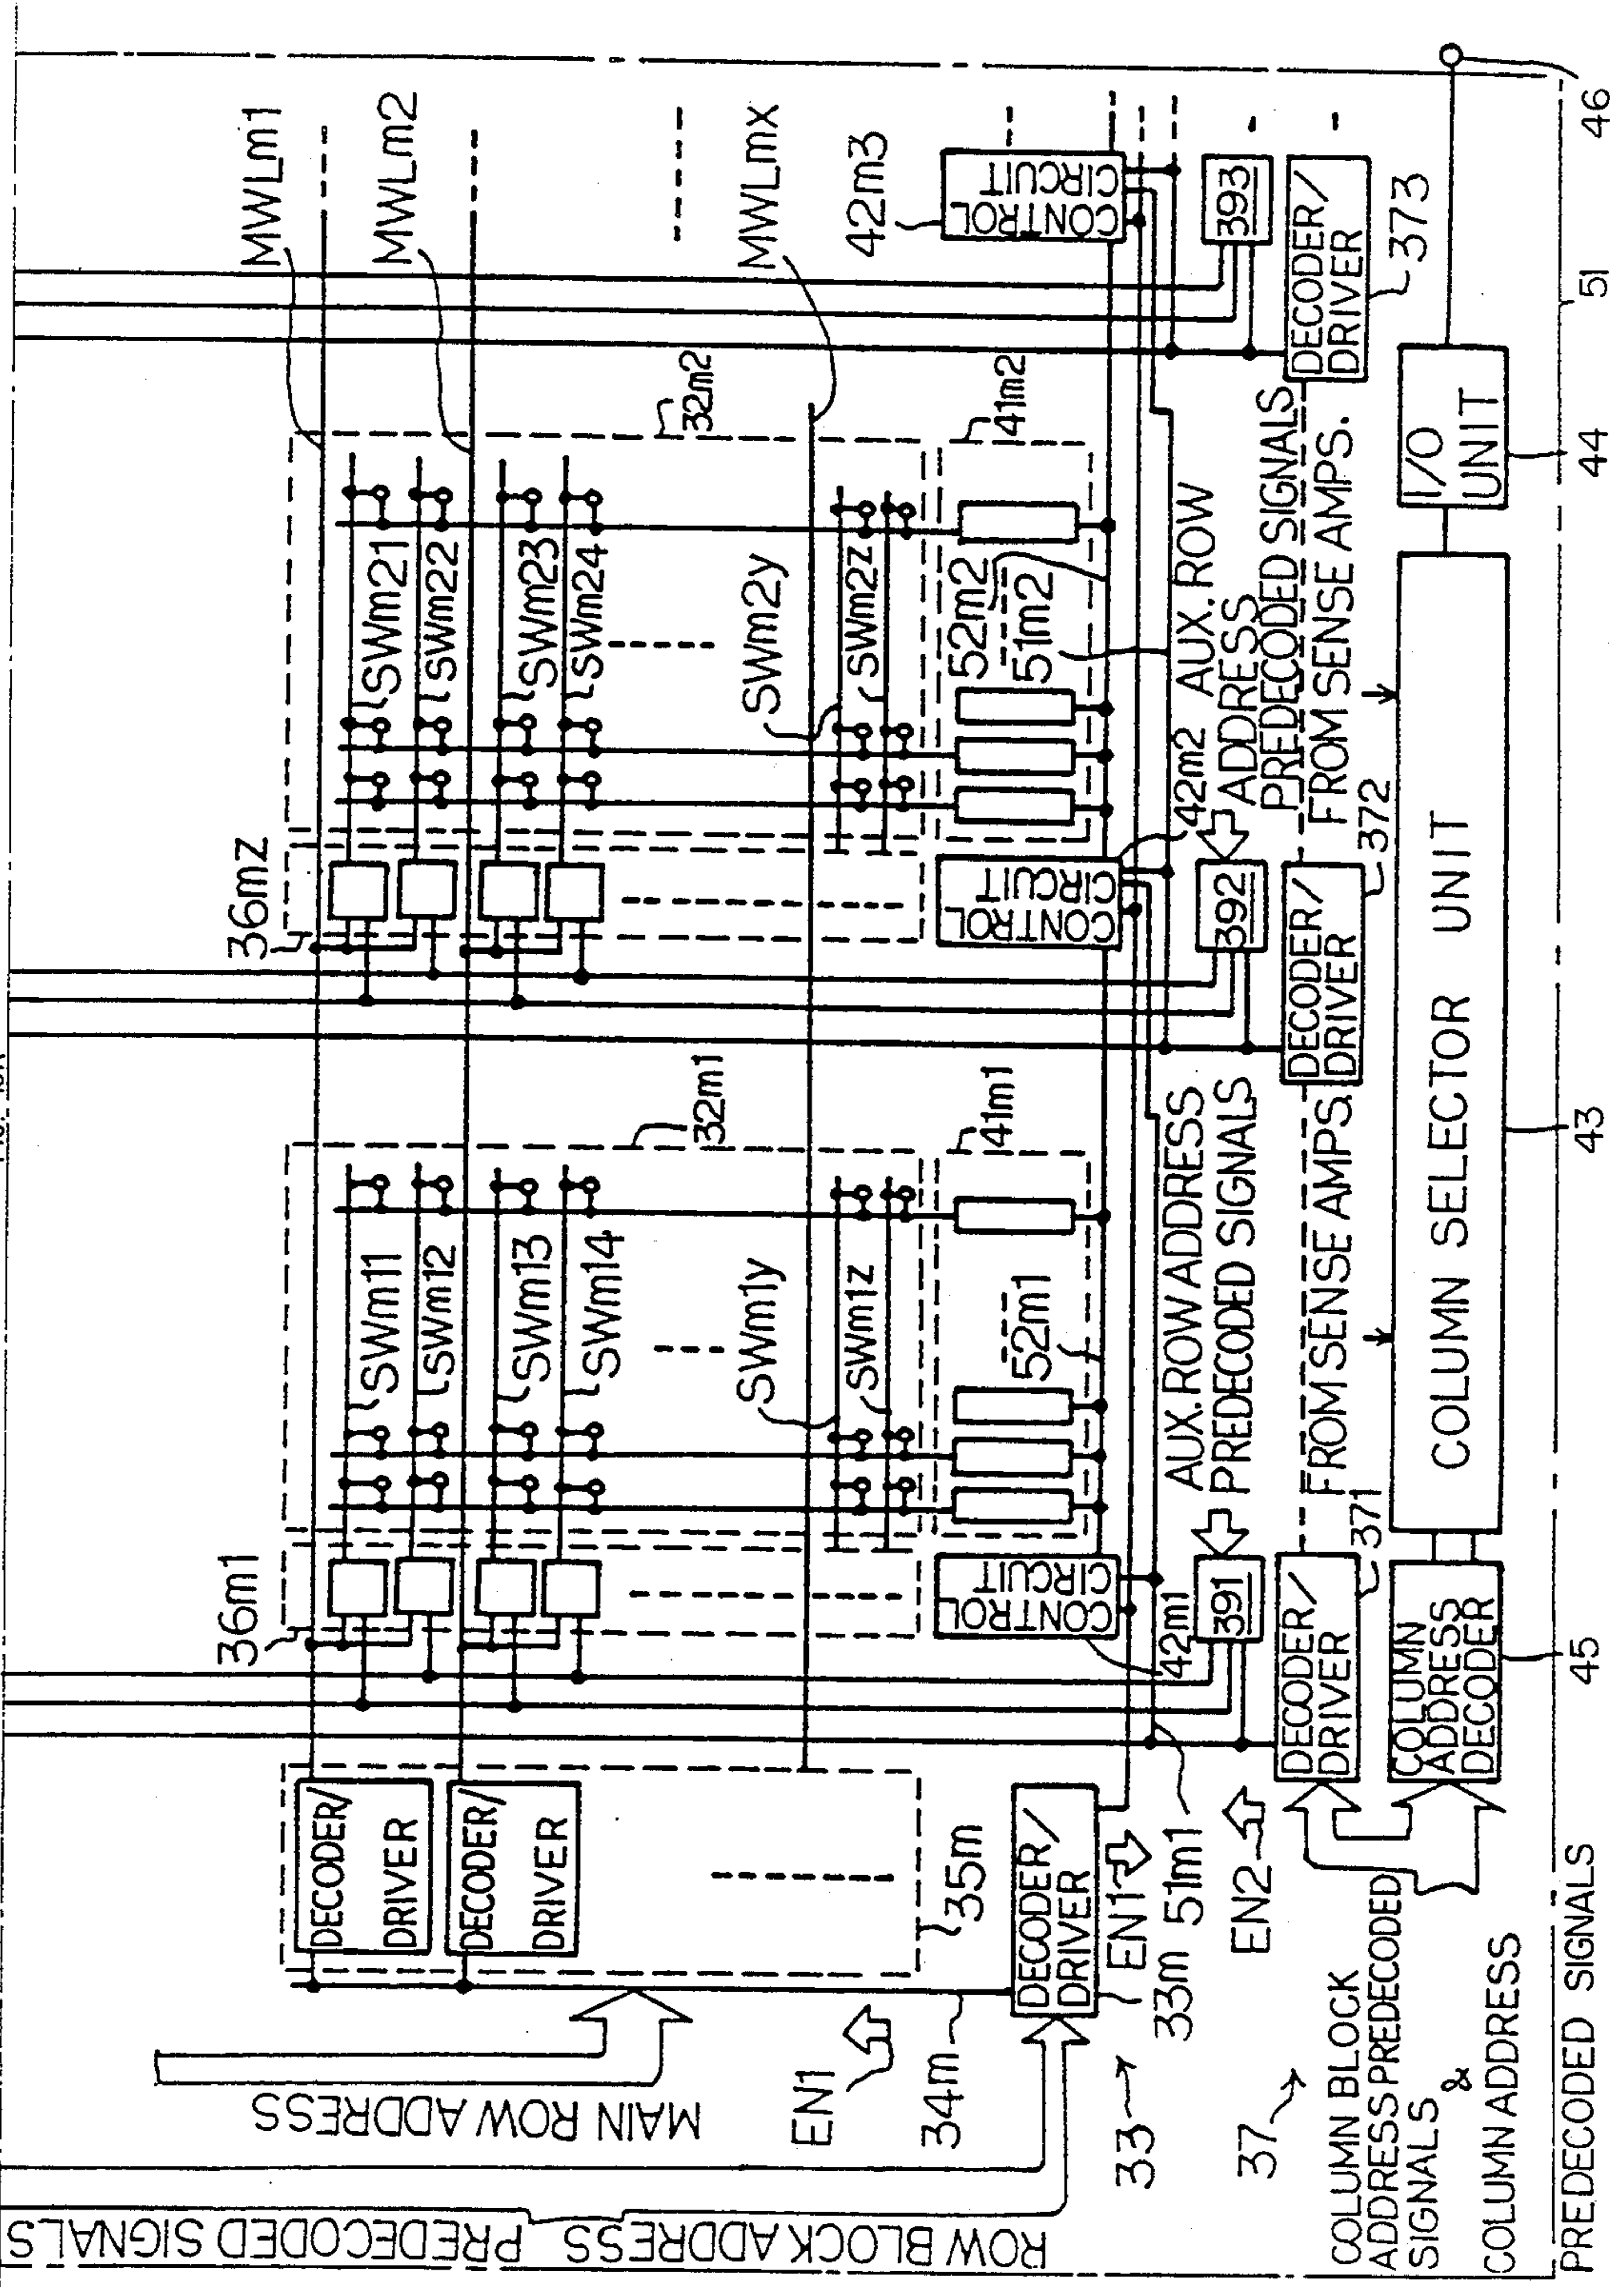 MWLm1
MWLm2
MWLmx
36m1
36mz
32m1
32m2
SWm11
SWm12
SWm13
SWm14
SWm1y
SWm1z
SWm21
SWm22
SWm23
SWm24
SWm2y
SWm2z
DECODER/
DRIVER
DECODER/
DRIVER
35m
MAIN ROW ADDRESS
EN1
34m
41m1
52m1
41m2
52m2
51m2
CONTROL
CIRCUIT
42m1
CONTROL
CIRCUIT
42m2
CONTROL
CIRCUIT
42m3
DECODER/
DRIVER
33m
33
EN1
51m1
AUX. ROW ADDRESS
PREDECODED SIGNALS
AUX. ROW
ADDRESS
PREDECODED SIGNALS
391
392
393
EN2
37
DECODER/
DRIVER
371
DECODER/
DRIVER
372
DECODER/
DRIVER
373
FROM SENSE AMPS.
FROM SENSE AMPS.
COLUMN
ADDRESS
DECODER
45
COLUMN SELECTOR UNIT
43
I/O
UNIT
44
46
51
ROW BLOCK ADDRESS PREDECODED SIGNALS
COLUMN BLOCK
ADDRESS PREDECODED
SIGNALS
&
COLUMN ADDRESS
PREDECODED SIGNALS